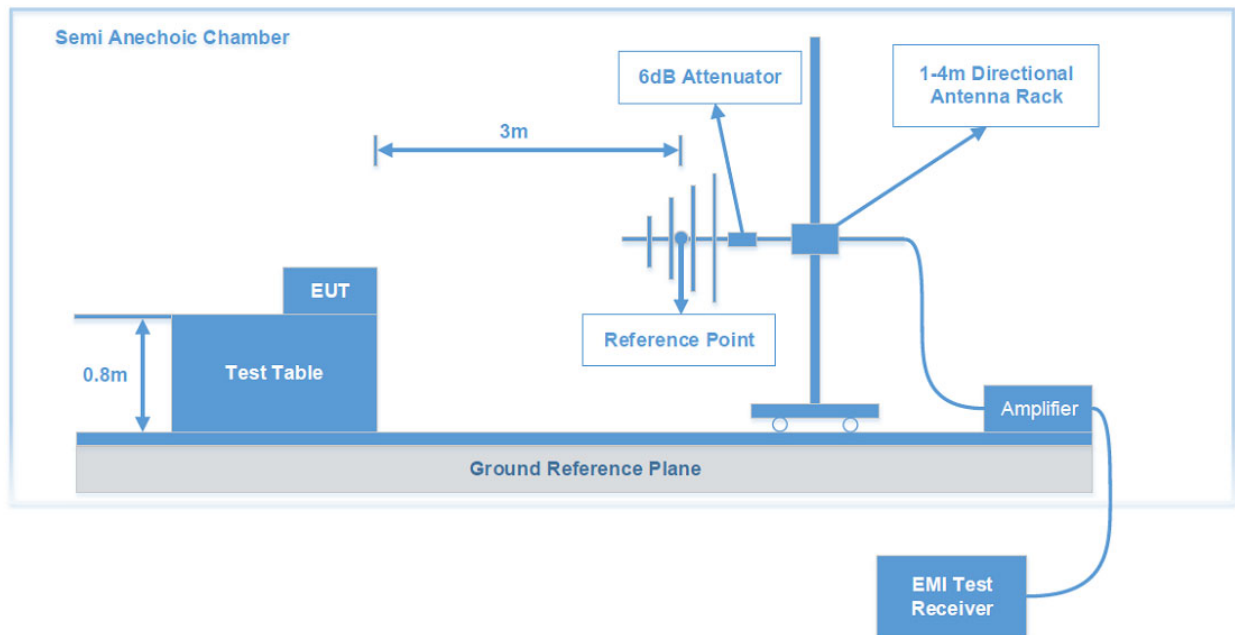 Semi Anechoic Chamber
6dB Attenuator
1-4m Directional
Antenna Rack
3m
EUT
Reference Point
0.8m
Test Table
Amplifier
Ground Reference Plane
EMI Test
Receiver